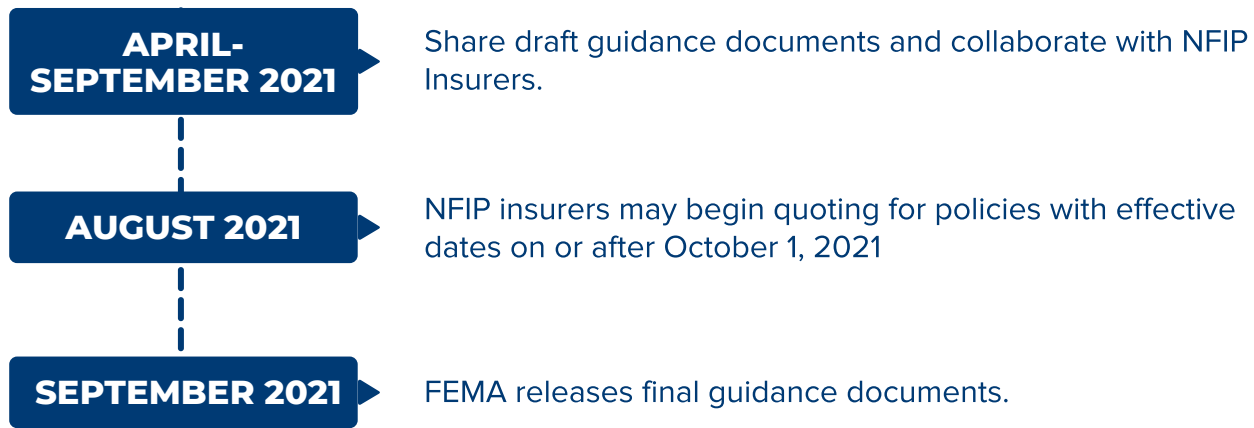 APRIL-
SEPTEMBER 2021
Share draft guidance documents and collaborate with NFIP
Insurers.
AUGUST 2021
NFIP insurers may begin quoting for policies with effective
dates on or after October 1, 2021
SEPTEMBER 2021
FEMA releases final guidance documents.